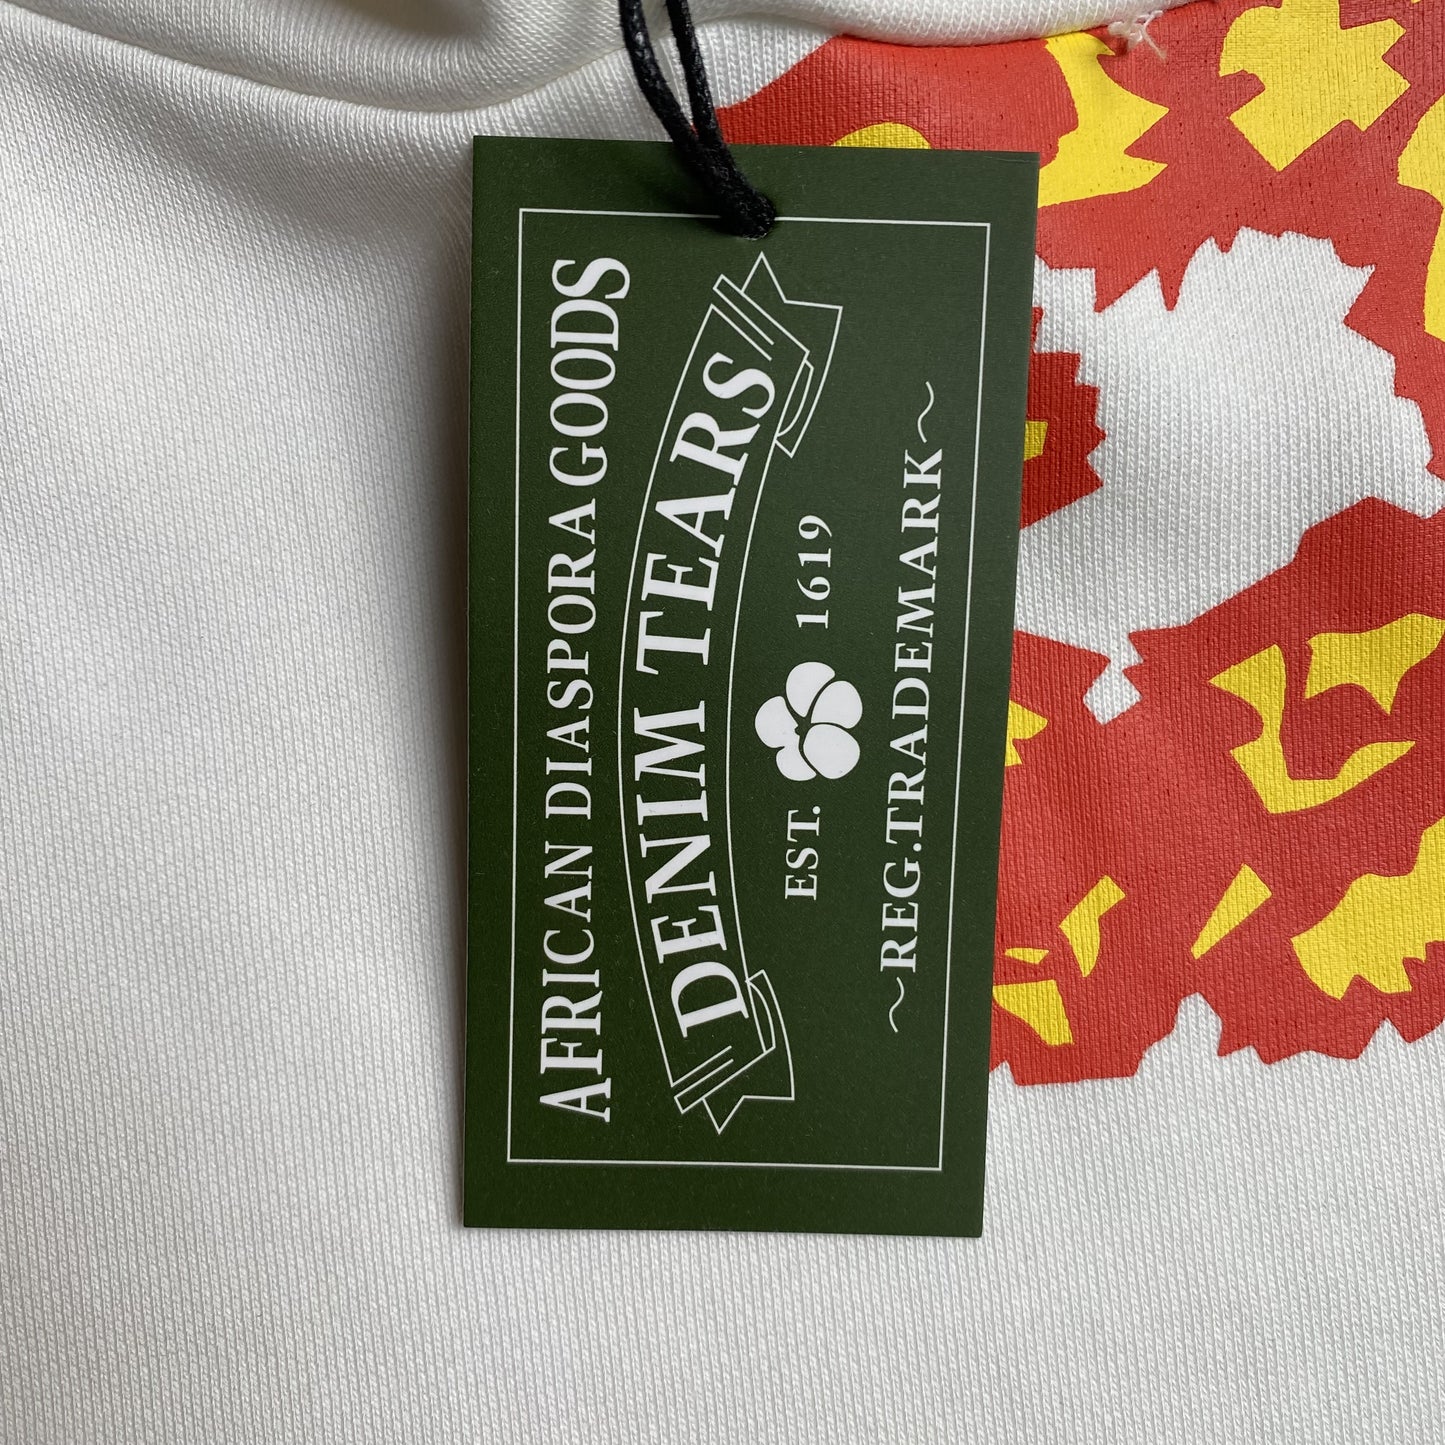 AFRICAN DIASPORA GOODS
DENIM TEARS
EST. 1619
~REG.TRADEMARK~